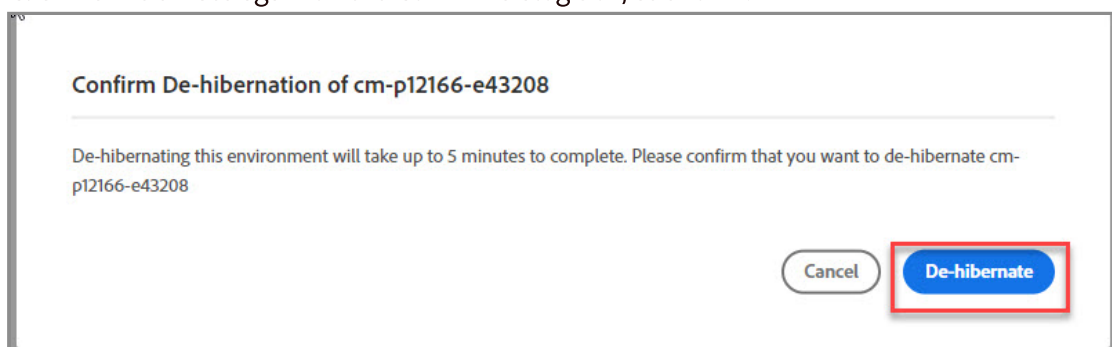 Confirm De-hibernation of cm-p12166-e43208
De-hibernating this environment will take up to 5 minutes to complete. Please confirm that you want to de-hibernate cm-
p12166-e43208
Cancel
De-hibernate